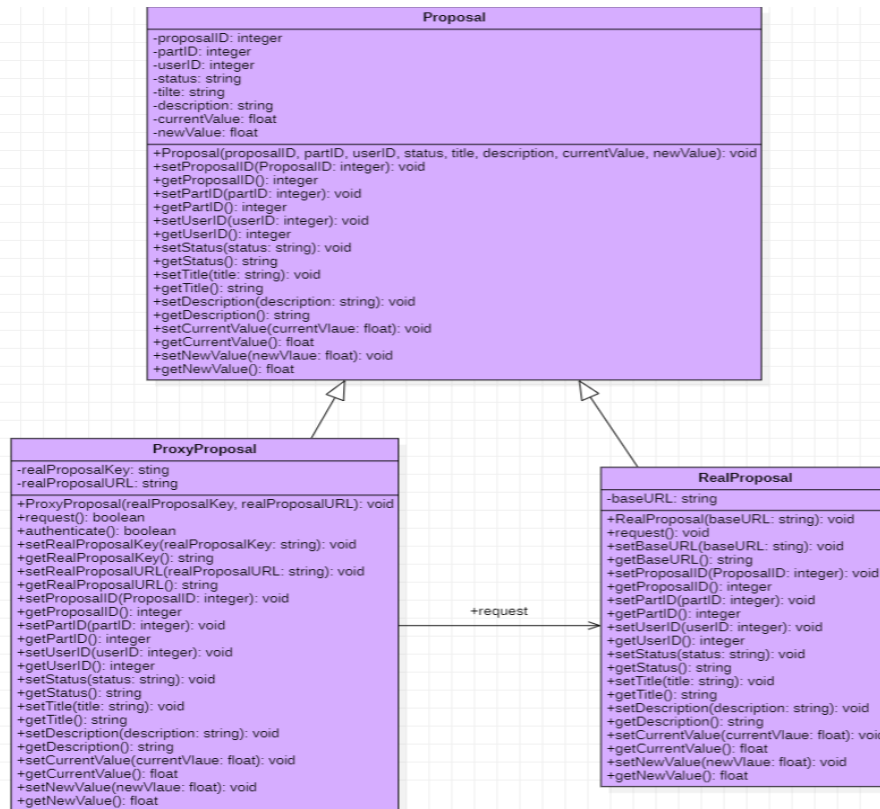 Proposal
-proposalID: integer
-partID: integer
-userID: integer
-status: string
-tilte: string
-description: string
-currentValue: float
-newValue: float
+Proposal(proposalID, partID, userID, status, title, description, currentValue, newValue): void
+setProposalID(ProposalID: integer): void
+getProposalID(): integer
+setPartID(partID: integer): void
+getPartID(): integer
+setUserID(userID: integer): void
+getUserID(): integer
+setStatus(status: string): void
+getStatus(): string
+setTitle(title: string): void
+getTitle(): string
+setDescription(description: string): void
+getDescription(): string
+setCurrentValue(currentVlaue: float): void
+getCurrentValue(): float
+setNewValue(newVlaue: float): void
+getNewValue(): float
ProxyProposal
-realProposalKey: sting
-realProposalURL: string
+ProxyProposal(realProposalKey, realProposalURL): void
+request(): boolean
+authenticate(): boolean
+setRealProposalKey(realProposalKey: string): void
+getRealProposalKey(): string
+setRealProposalURL(realProposalURL: string): void
+getRealProposalURL(): string
+setProposalID(ProposalID: integer): void
+getProposalID(): integer
+setPartID(partID: integer): void
+getPartID(): integer
+setUserID(userID: integer): void
+getUserID(): integer
+setStatus(status: string): void
+getStatus(): string
+setTitle(title: string): void
+getTitle(): string
+setDescription(description: string): void
+getDescription(): string
+setCurrentValue(currentVlaue: float): void
+getCurrentValue(): float
+setNewValue(newVlaue: float): void
+getNewValue(): float
+request
RealProposal
-baseURL: string
+RealProposal(baseURL: string): void
+request(): void
+setBaseURL(baseURL: sting): void
+getBaseURL(): string
+setProposalID(ProposalID: integer): void
+getProposalID(): integer
+setPartID(partID: integer): void
+getPartID(): integer
+setUserID(userID: integer): void
+getUserID(): integer
+setStatus(status: string): void
+getStatus(): string
+setTitle(title: string): void
+getTitle(): string
+setDescription(description: string): void
+getDescription(): string
+setCurrentValue(currentVlaue: float): void
+getCurrentValue(): float
+setNewValue(newVlaue: float): void
+getNewValue(): float